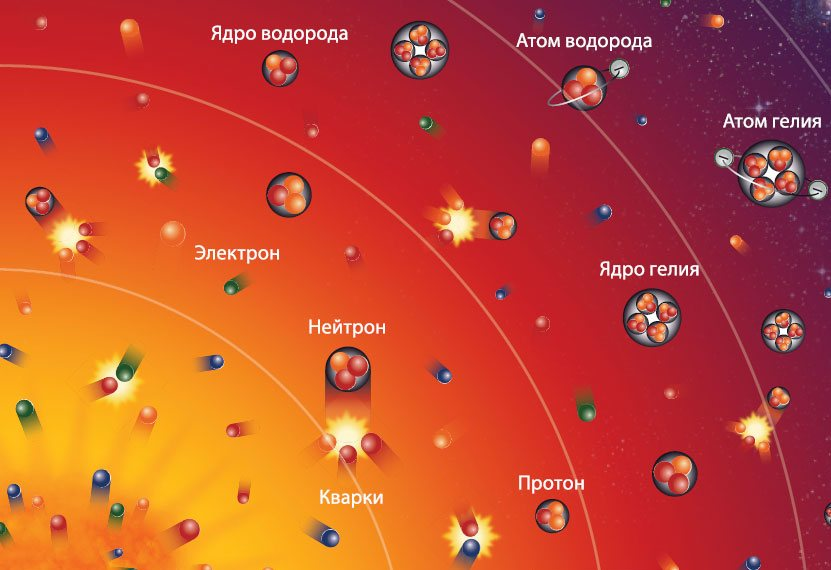 Ядро водорода
Атом водорода
Атом гелия
Электрон
Ядро гелия
Нейтрон
Протон
Кварки